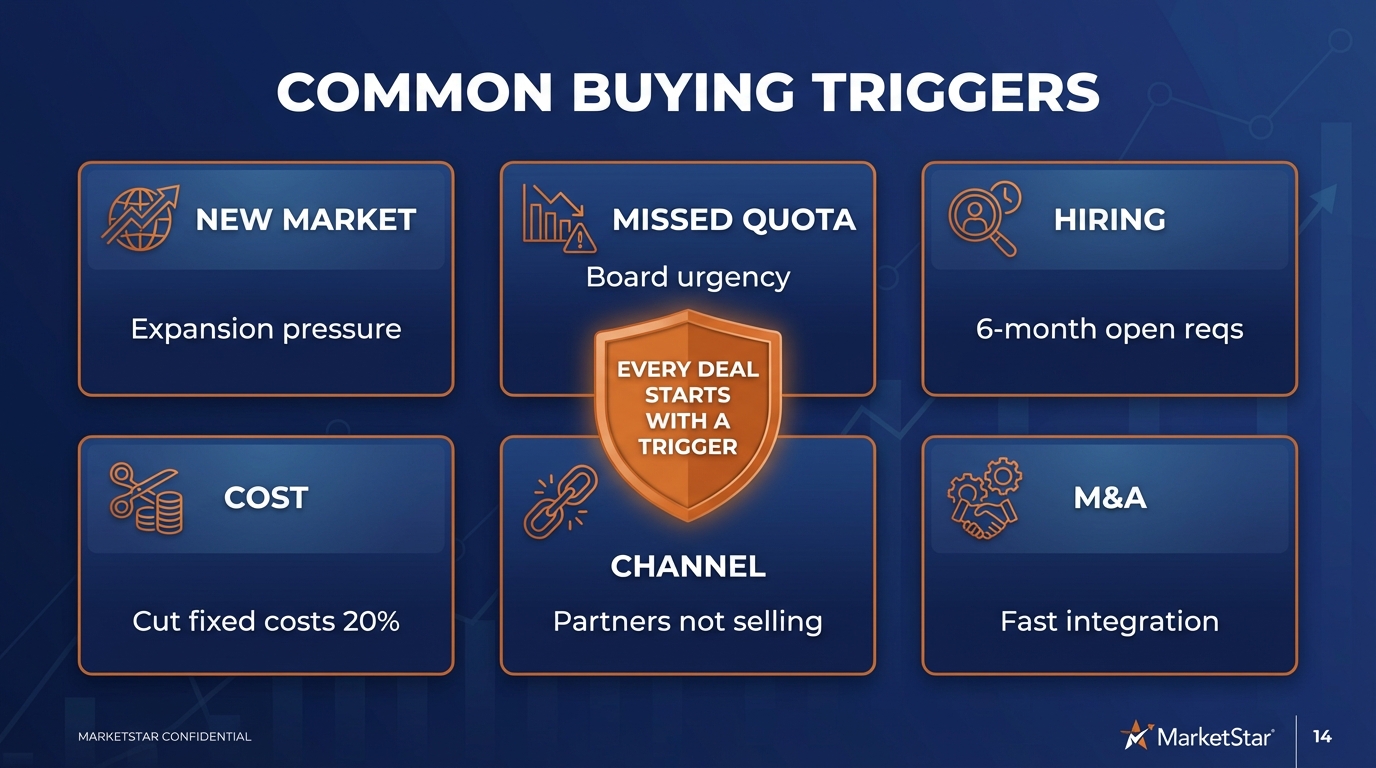 COMMON BUYING TRIGGERS
NEW MARKET
Expansion pressure
MISSED QUOTA
Board urgency
HIRING
6-month open reqs
EVERY DEAL
STARTS
WITH A
TRIGGER
COST
Cut fixed costs 20%
CHANNEL
Partners not selling
M&A
Fast integration
MARKETSTAR CONFIDENTIAL
MarketStar
14